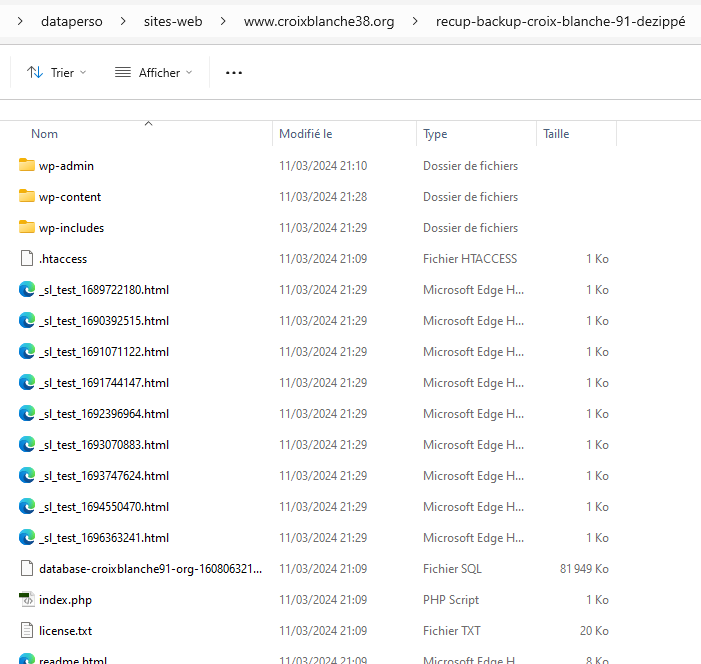 dataperso > sites-web > www.croixblanche38.org > recup-backup-croix-blanche-91-dezippé
Trier Afficher ...
Nom Modifié le Type Taille
wp-admin 11/03/2024 21:10 Dossier de fichiers
wp-content 11/03/2024 21:28 Dossier de fichiers
wp-includes 11/03/2024 21:29 Dossier de fichiers
.htaccess 11/03/2024 21:09 Fichier HTACCESS 1 Ko
_sl_test_1689722180.html 11/03/2024 21:29 Microsoft Edge H... 1 Ko
_sl_test_1690392515.html 11/03/2024 21:29 Microsoft Edge H... 1 Ko
_sl_test_1691071122.html 11/03/2024 21:29 Microsoft Edge H... 1 Ko
_sl_test_1691744147.html 11/03/2024 21:29 Microsoft Edge H... 1 Ko
_sl_test_1692396964.html 11/03/2024 21:29 Microsoft Edge H... 1 Ko
_sl_test_1693070883.html 11/03/2024 21:29 Microsoft Edge H... 1 Ko
_sl_test_1693747624.html 11/03/2024 21:29 Microsoft Edge H... 1 Ko
_sl_test_1694550470.html 11/03/2024 21:29 Microsoft Edge H... 1 Ko
_sl_test_1696363241.html 11/03/2024 21:29 Microsoft Edge H... 1 Ko
database-croixblanche91-org-160806321... 11/03/2024 21:09 Fichier SQL 81 949 Ko
index.php 11/03/2024 21:09 PHP Script 1 Ko
license.txt 11/03/2024 21:09 Fichier TXT 20 Ko
readme.html 11/03/2024 21:09 Microsoft Edge H... 8 Ko